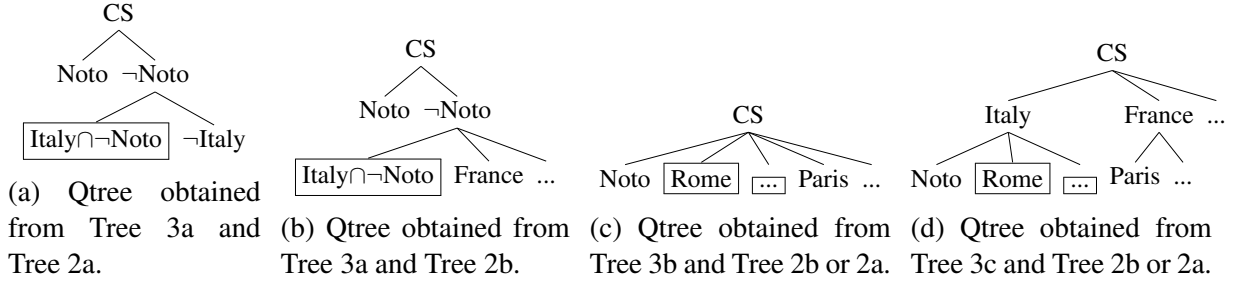 CS
Noto ¬Noto
Italy∩¬Noto ¬Italy
(a) Qtree obtained
from Tree 3a and
Tree 2a.
CS
Noto ¬Noto
Italy∩¬Noto France ...
(b) Qtree obtained from
Tree 3a and Tree 2b.
CS
Noto Rome ... Paris ...
(c) Qtree obtained from
Tree 3b and Tree 2b or 2a.
CS
Italy France ...
Noto Rome ... Paris ...
(d) Qtree obtained from
Tree 3c and Tree 2b or 2a.